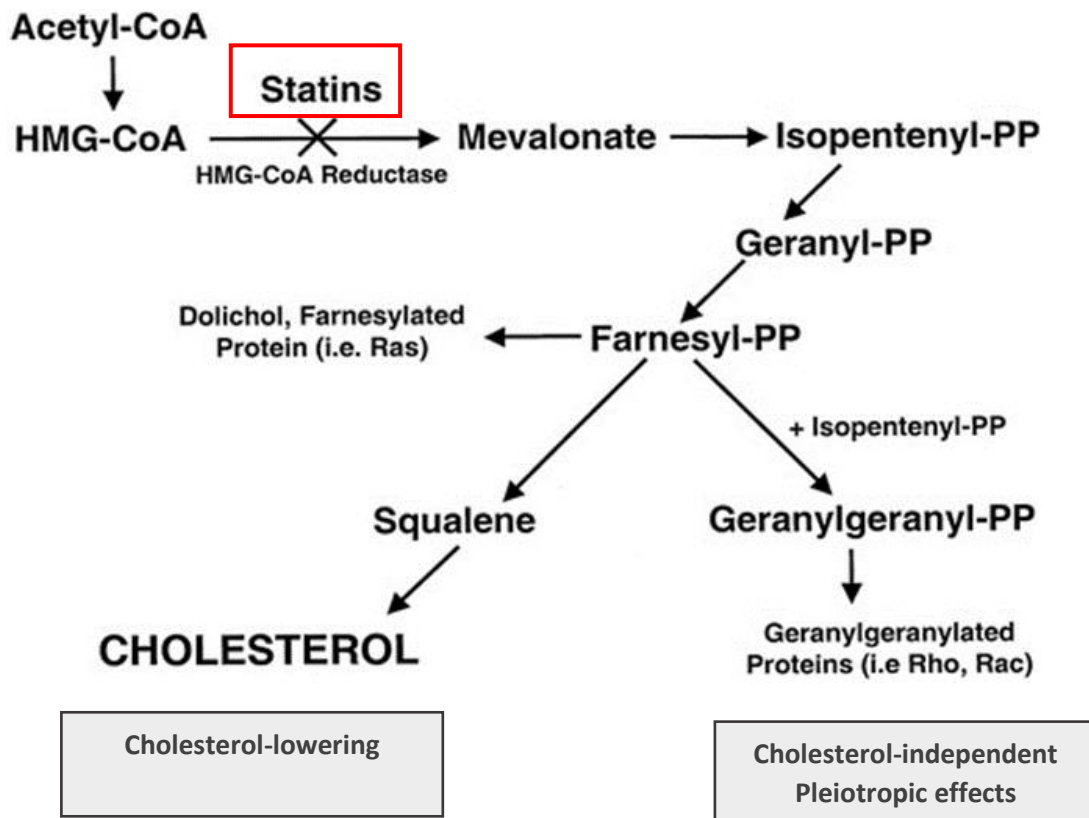 Acetyl-CoA
Statins
HMG-CoA
Mevalonate
Isopentenyl-PP
HMG-CoA Reductase
Geranyl-PP
Dolichol, Farnesylated
Protein (i.e. Ras)
Farnesyl-PP
+ Isopentenyl-PP
Squalene
Geranylgeranyl-PP
CHOLESTEROL
Geranylgeranylated
Proteins (i.e Rho, Rac)
Cholesterol-lowering
Cholesterol-independent
Pleiotropic effects